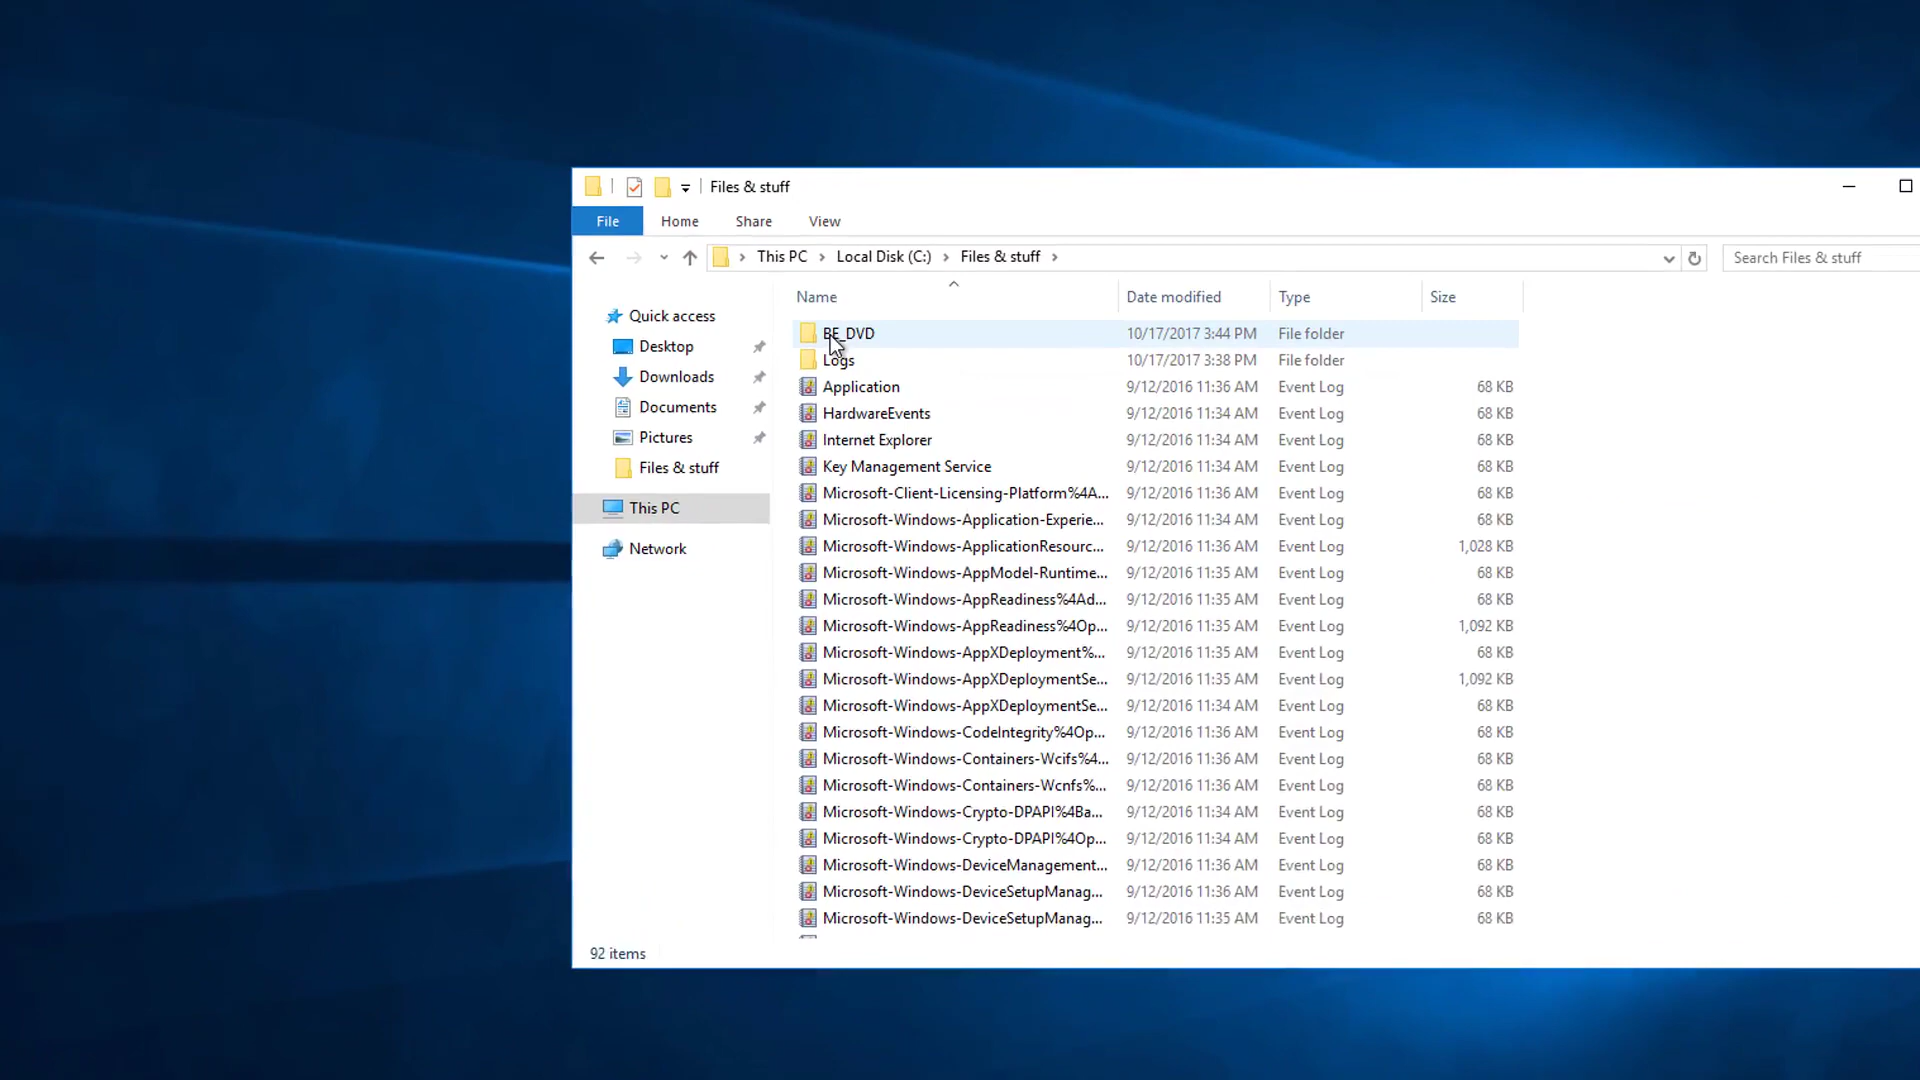 Files & stuff
File Home Share View
This PC Local Disk (C:) Files & stuff Search Files & stuff
Name Date modified Type Size
Quick access
Desktop
Downloads
Documents
Pictures
Files & stuff
This PC
Network
BE_DVD 10/17/2017 3:44 PM File folder
Logs 10/17/2017 3:38 PM File folder
Application 9/12/2016 11:36 AM Event Log 68 KB
HardwareEvents 9/12/2016 11:34 AM Event Log 68 KB
Internet Explorer 9/12/2016 11:34 AM Event Log 68 KB
Key Management Service 9/12/2016 11:34 AM Event Log 68 KB
Microsoft-Client-Licensing-Platform%4A... 9/12/2016 11:36 AM Event Log 68 KB
Microsoft-Windows-Application-Experie... 9/12/2016 11:34 AM Event Log 68 KB
Microsoft-Windows-ApplicationResourc... 9/12/2016 11:36 AM Event Log 1,028 KB
Microsoft-Windows-AppModel-Runtime... 9/12/2016 11:35 AM Event Log 68 KB
Microsoft-Windows-AppReadiness%4Ad... 9/12/2016 11:35 AM Event Log 68 KB
Microsoft-Windows-AppReadiness%4Op... 9/12/2016 11:35 AM Event Log 1,092 KB
Microsoft-Windows-AppXDeployment%... 9/12/2016 11:35 AM Event Log 68 KB
Microsoft-Windows-AppXDeploymentSe... 9/12/2016 11:35 AM Event Log 1,092 KB
Microsoft-Windows-AppXDeploymentSe... 9/12/2016 11:34 AM Event Log 68 KB
Microsoft-Windows-CodeIntegrity%4Op... 9/12/2016 11:34 AM Event Log 68 KB
Microsoft-Windows-Containers-Wcifs%4... 9/12/2016 11:36 AM Event Log 68 KB
Microsoft-Windows-Containers-Wcnfs%... 9/12/2016 11:36 AM Event Log 68 KB
Microsoft-Windows-Crypto-DPAPI%4Ba... 9/12/2016 11:34 AM Event Log 68 KB
Microsoft-Windows-Crypto-DPAPI%4Op... 9/12/2016 11:34 AM Event Log 68 KB
Microsoft-Windows-DeviceManagement... 9/12/2016 11:36 AM Event Log 68 KB
Microsoft-Windows-DeviceSetupManag... 9/12/2016 11:36 AM Event Log 68 KB
Microsoft-Windows-DeviceSetupManag... 9/12/2016 11:35 AM Event Log 68 KB
92 items